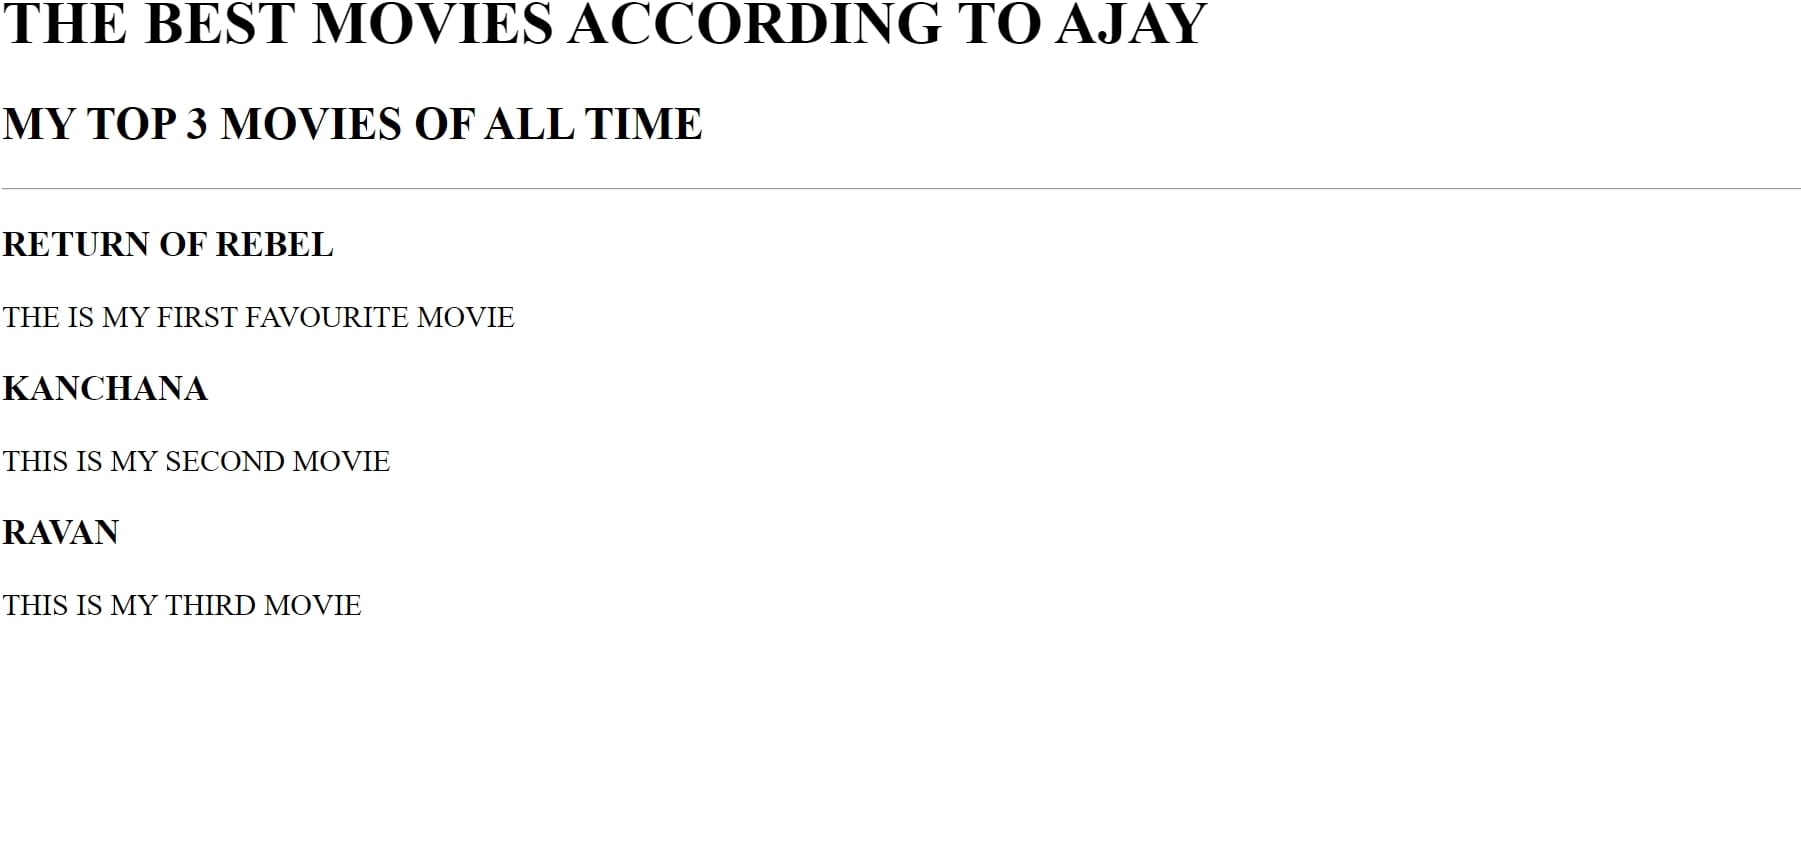 THE BEST MOVIES ACCORDING TO AJAY
MY TOP 3 MOVIES OF ALL TIME
RETURN OF REBEL
THE IS MY FIRST FAVOURITE MOVIE
KANCHANA
THIS IS MY SECOND MOVIE
RAVAN
THIS IS MY THIRD MOVIE